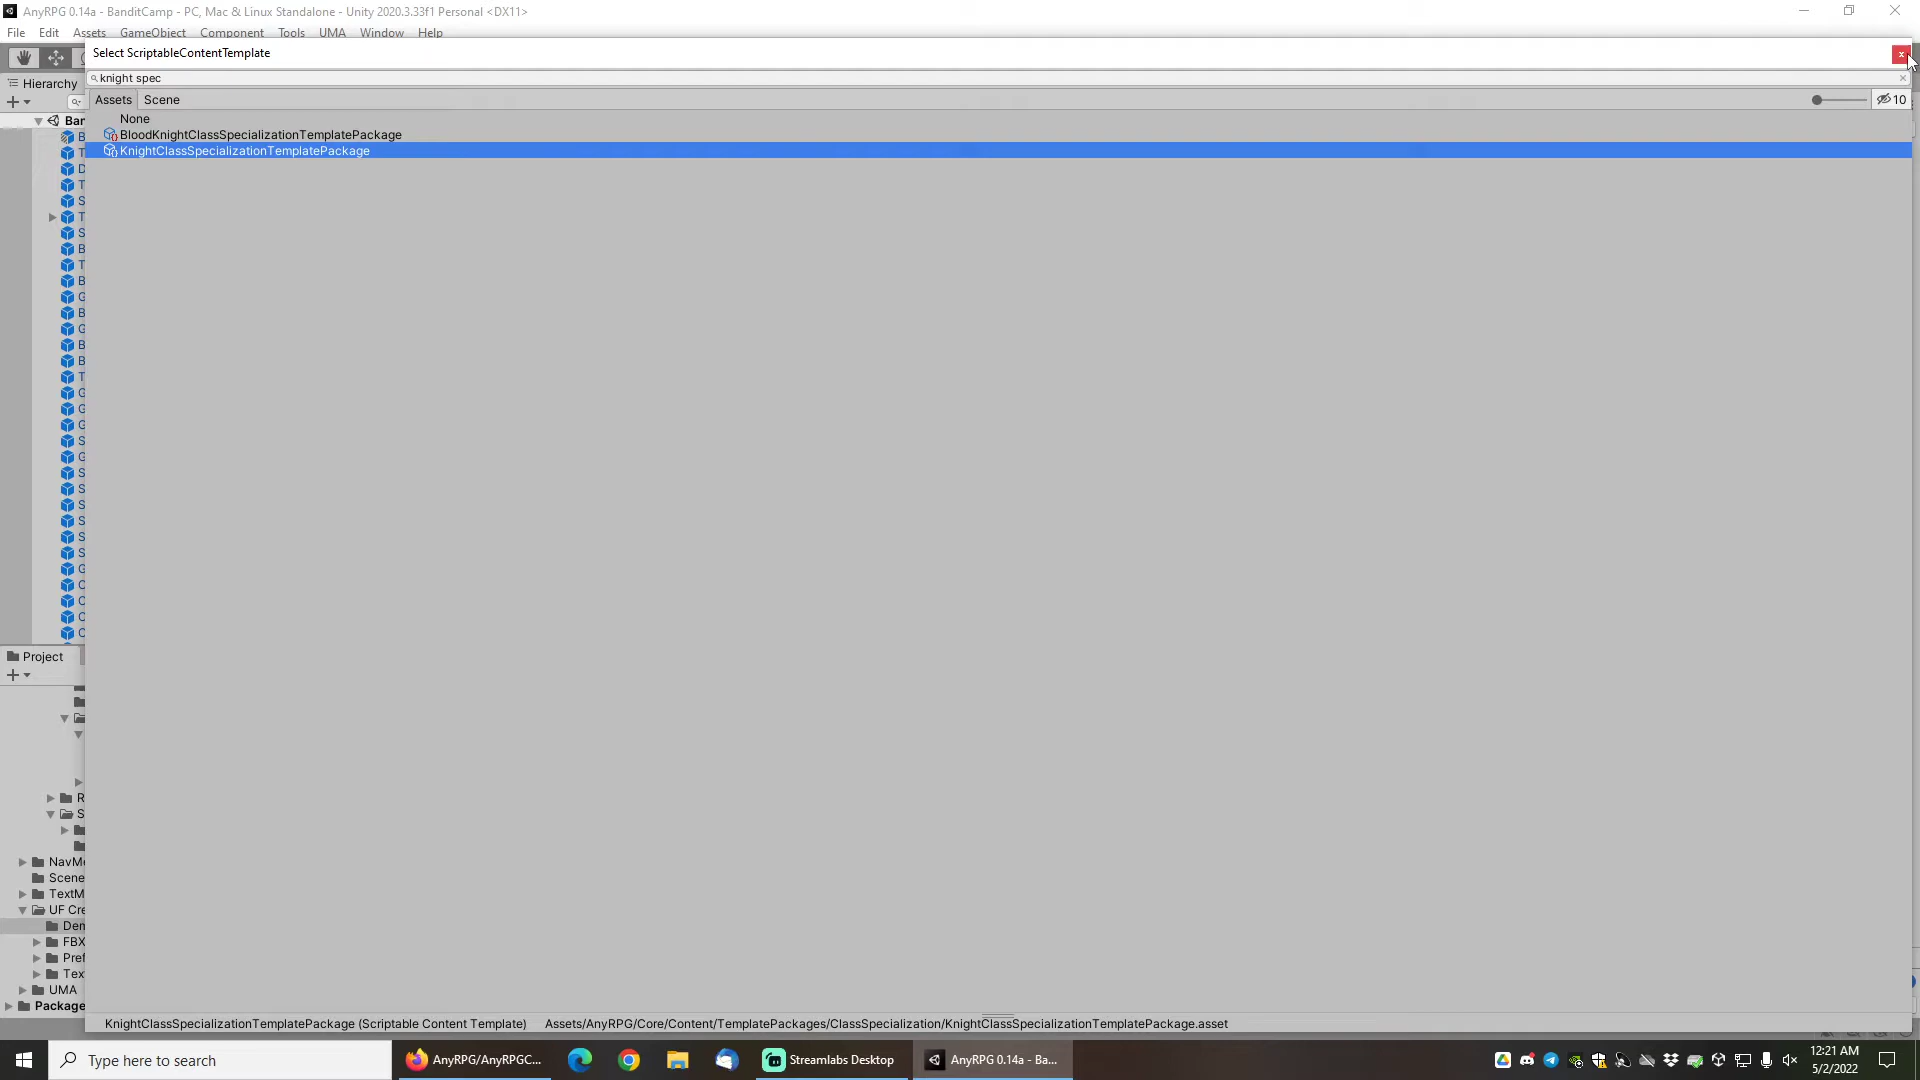 AnyRPG 0.14a - BanditCamp - PC, Mac & Linux Standalone - Unity 2020.3.33f1 Personal <DX11>
File Edit Assets GameObject Component Tools UMA Window Help
Select ScriptableContentTemplate
Hierarchy
knight spec
Assets Scene
10
None
BloodKnightClassSpecializationTemplatePackage
KnightClassSpecializationTemplatePackage
Project
NavMe
Scene
TextM
UF Cre
Den
FBX
Pref
Tex
UMA
Package
KnightClassSpecializationTemplatePackage (Scriptable Content Template) Assets/AnyRPG/Core/Content/TemplatePackages/ClassSpecialization/KnightClassSpecializationTemplatePackage.asset
Type here to search
AnyRPG/AnyRPGC...
Streamlabs Desktop
AnyRPG 0.14a - Ba...
12:21 AM
5/2/2022